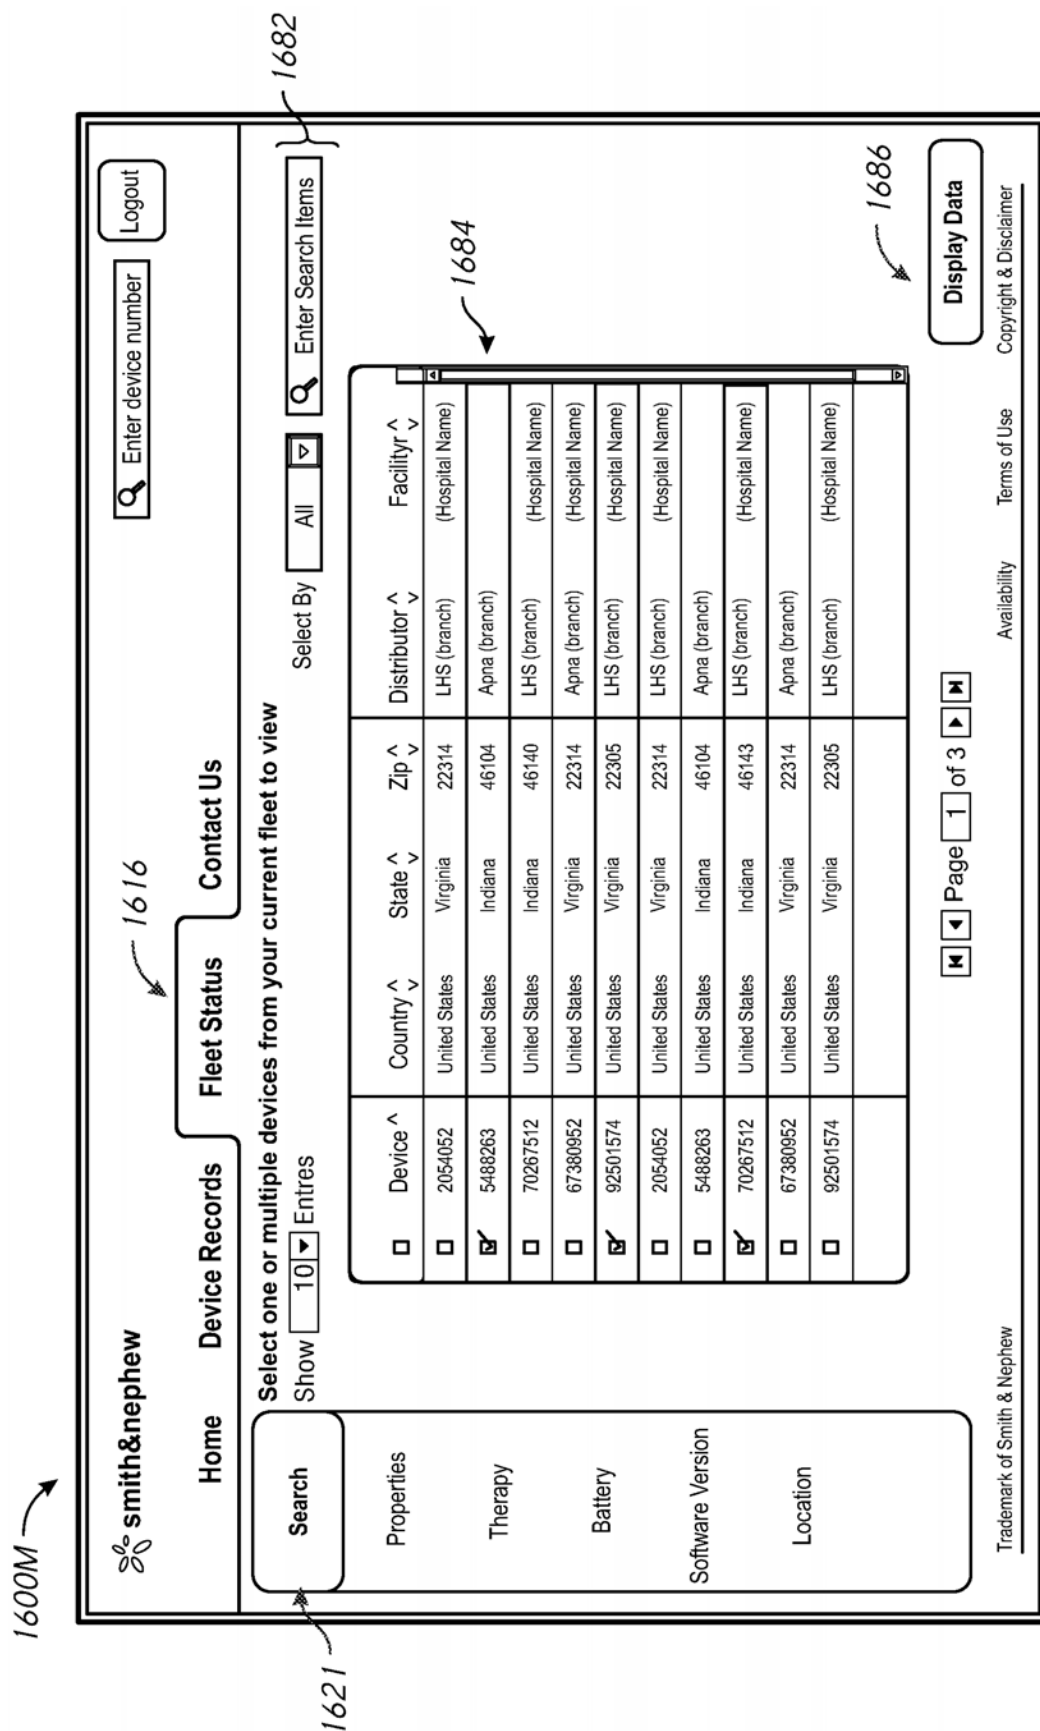 1600M
smith&nephew
Enter device number
Logout
1616
Home Device Records Fleet Status Contact Us
1682
1621
Search
Properties
Therapy
Battery
Software Version
Location
Select one or multiple devices from your current fleet to view
Show 10 Entres Select By All Enter Search Items
1684
Device ^ Country ^ State ^ Zip ^ Distributor ^ Facilityr ^
2054052 United States Virginia 22314 LHS (branch) (Hospital Name)
5488263 United States Indiana 46104 Apna (branch)
70267512 United States Indiana 46140 LHS (branch) (Hospital Name)
67380952 United States Virginia 22314 Apna (branch) (Hospital Name)
92501574 United States Virginia 22305 LHS (branch) (Hospital Name)
2054052 United States Virginia 22314 LHS (branch) (Hospital Name)
5488263 United States Indiana 46104 Apna (branch)
70267512 United States Indiana 46143 LHS (branch) (Hospital Name)
67380952 United States Virginia 22314 Apna (branch)
92501574 United States Virginia 22305 LHS (branch) (Hospital Name)
1686
Page 1 of 3
Display Data
Trademark of Smith & Nephew Availability Terms of Use Copyright & Disclaimer